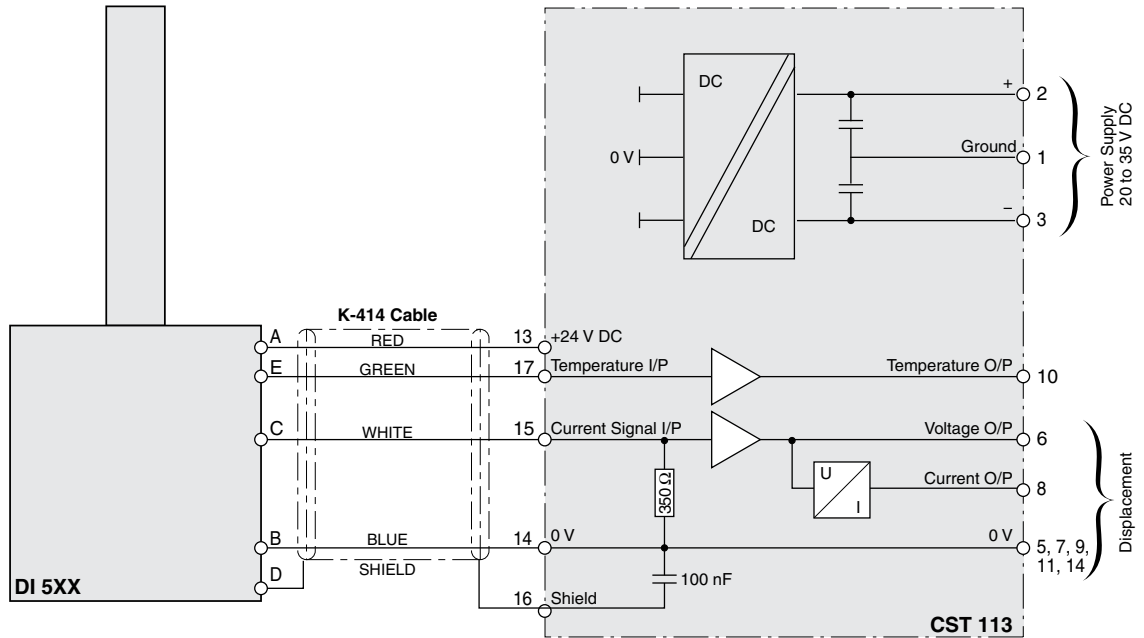 DC
DC
0 V
+
2
Ground
1
−
3
Power Supply
20 to 35 V DC
K-414 Cable
A
RED
13
+24 V DC
E
GREEN
17
Temperature I/P
Temperature O/P
10
C
WHITE
15
Current Signal I/P
Voltage O/P
6
350 Ω
U
I
Current O/P
8
B
BLUE
14
0 V
0 V
5, 7, 9,
11, 14
Displacement
D
SHIELD
100 nF
16
Shield
DI 5XX
CST 113